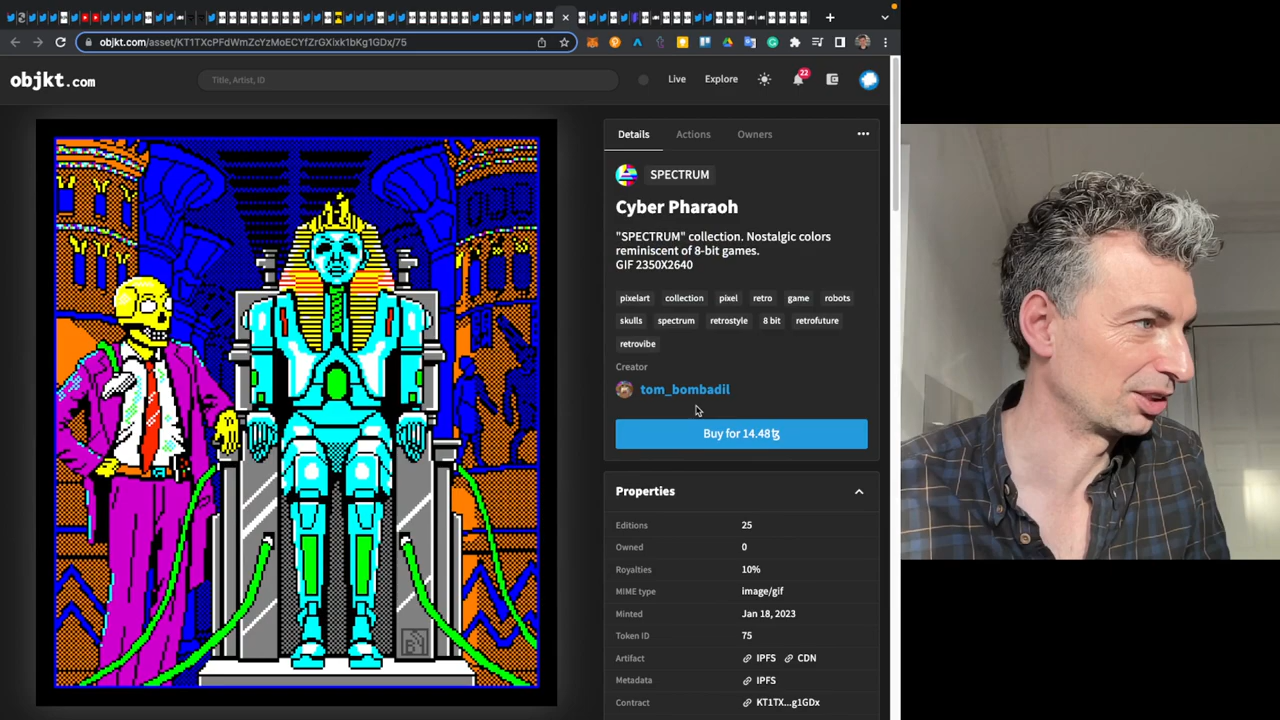 objkt.com/asset/KT1TXcPFdWmZcYzMoECYfZrGXixk1bKg1GDx/75
objkt.com
Title, Artist, ID
Live
Explore
22
Details
Actions
Owners
SPECTRUM
Cyber Pharaoh
"SPECTRUM" collection. Nostalgic colors
reminiscent of 8-bit games.
GIF 2350X2640
pixelart collection pixel retro game robots
skulls spectrum retrostyle 8 bit retrofuture
retrovibe
Creator
tom_bombadil
Buy for 14.48ꜩ
Properties
Editions 25
Owned 0
Royalties 10%
MIME type image/gif
Minted Jan 18, 2023
Token ID 75
Artifact IPFS CDN
Metadata IPFS
Contract KT1TX...g1GDx